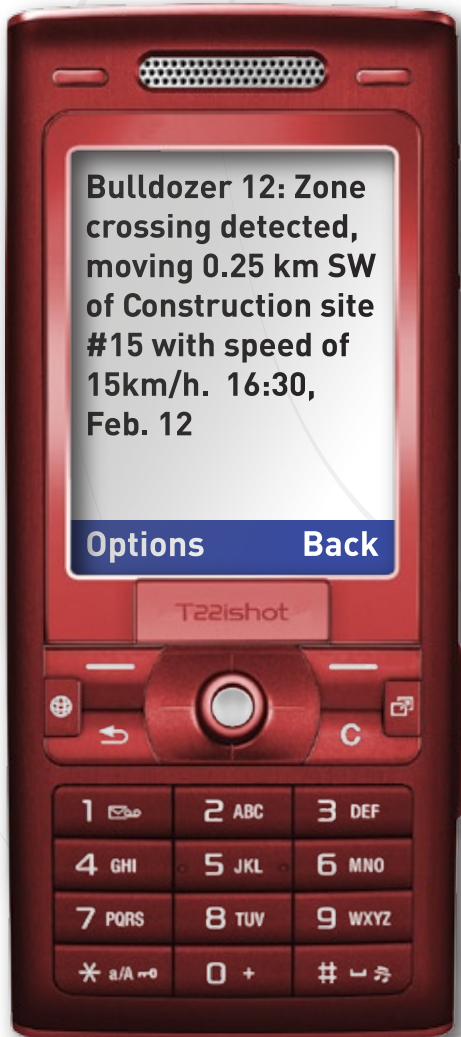 Bulldozer 12: Zone
crossing detected,
moving 0.25 km SW
of Construction site
#15 with speed of
15km/h.  16:30,
Feb. 12
Options Back
T22ishot
C
1 2 ABC 3 DEF
4 GHI 5 JKL 6 MNO
7 PQRS 8 TUV 9 WXYZ
* a/A 0 + #